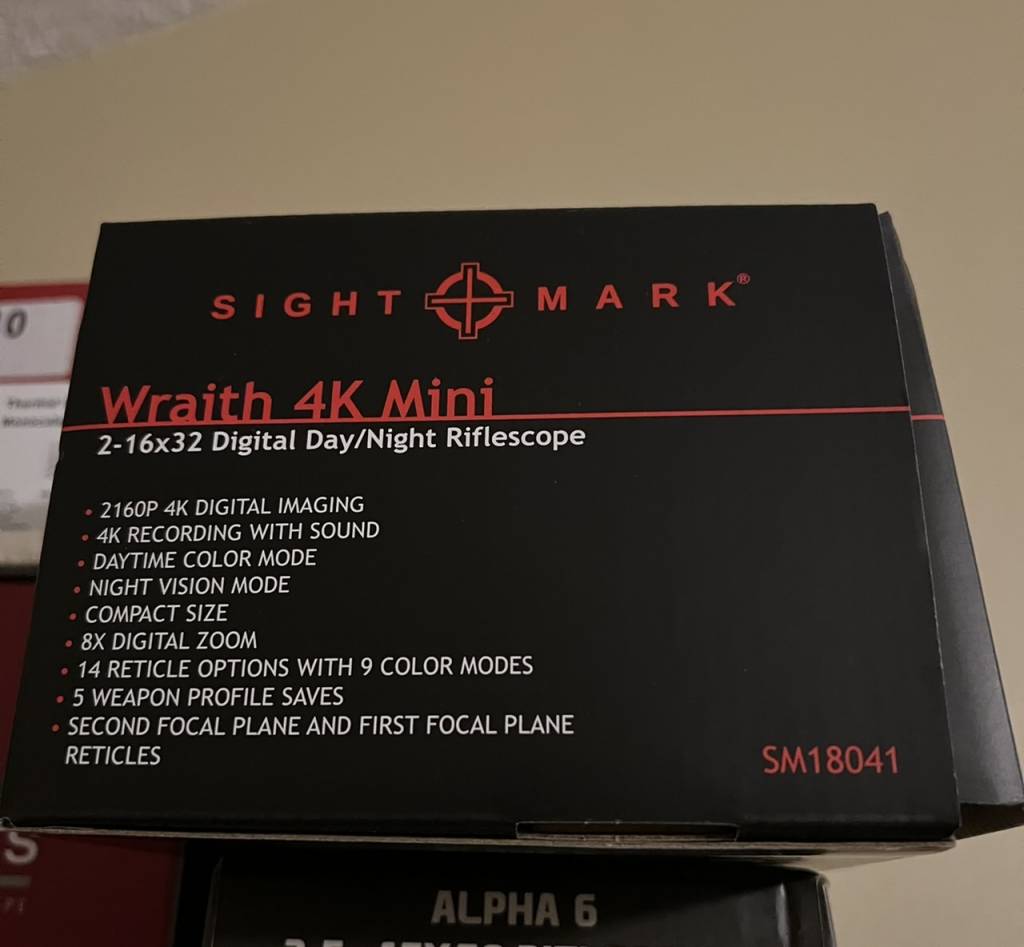 SIGHT MARK®
Wraith 4K Mini
2-16x32 Digital Day/Night Riflescope
• 2160P 4K DIGITAL IMAGING
• 4K RECORDING WITH SOUND
• DAYTIME COLOR MODE
• NIGHT VISION MODE
• COMPACT SIZE
• 8X DIGITAL ZOOM
• 14 RETICLE OPTIONS WITH 9 COLOR MODES
• 5 WEAPON PROFILE SAVES
• SECOND FOCAL PLANE AND FIRST FOCAL PLANE
RETICLES
SM18041
ALPHA 6